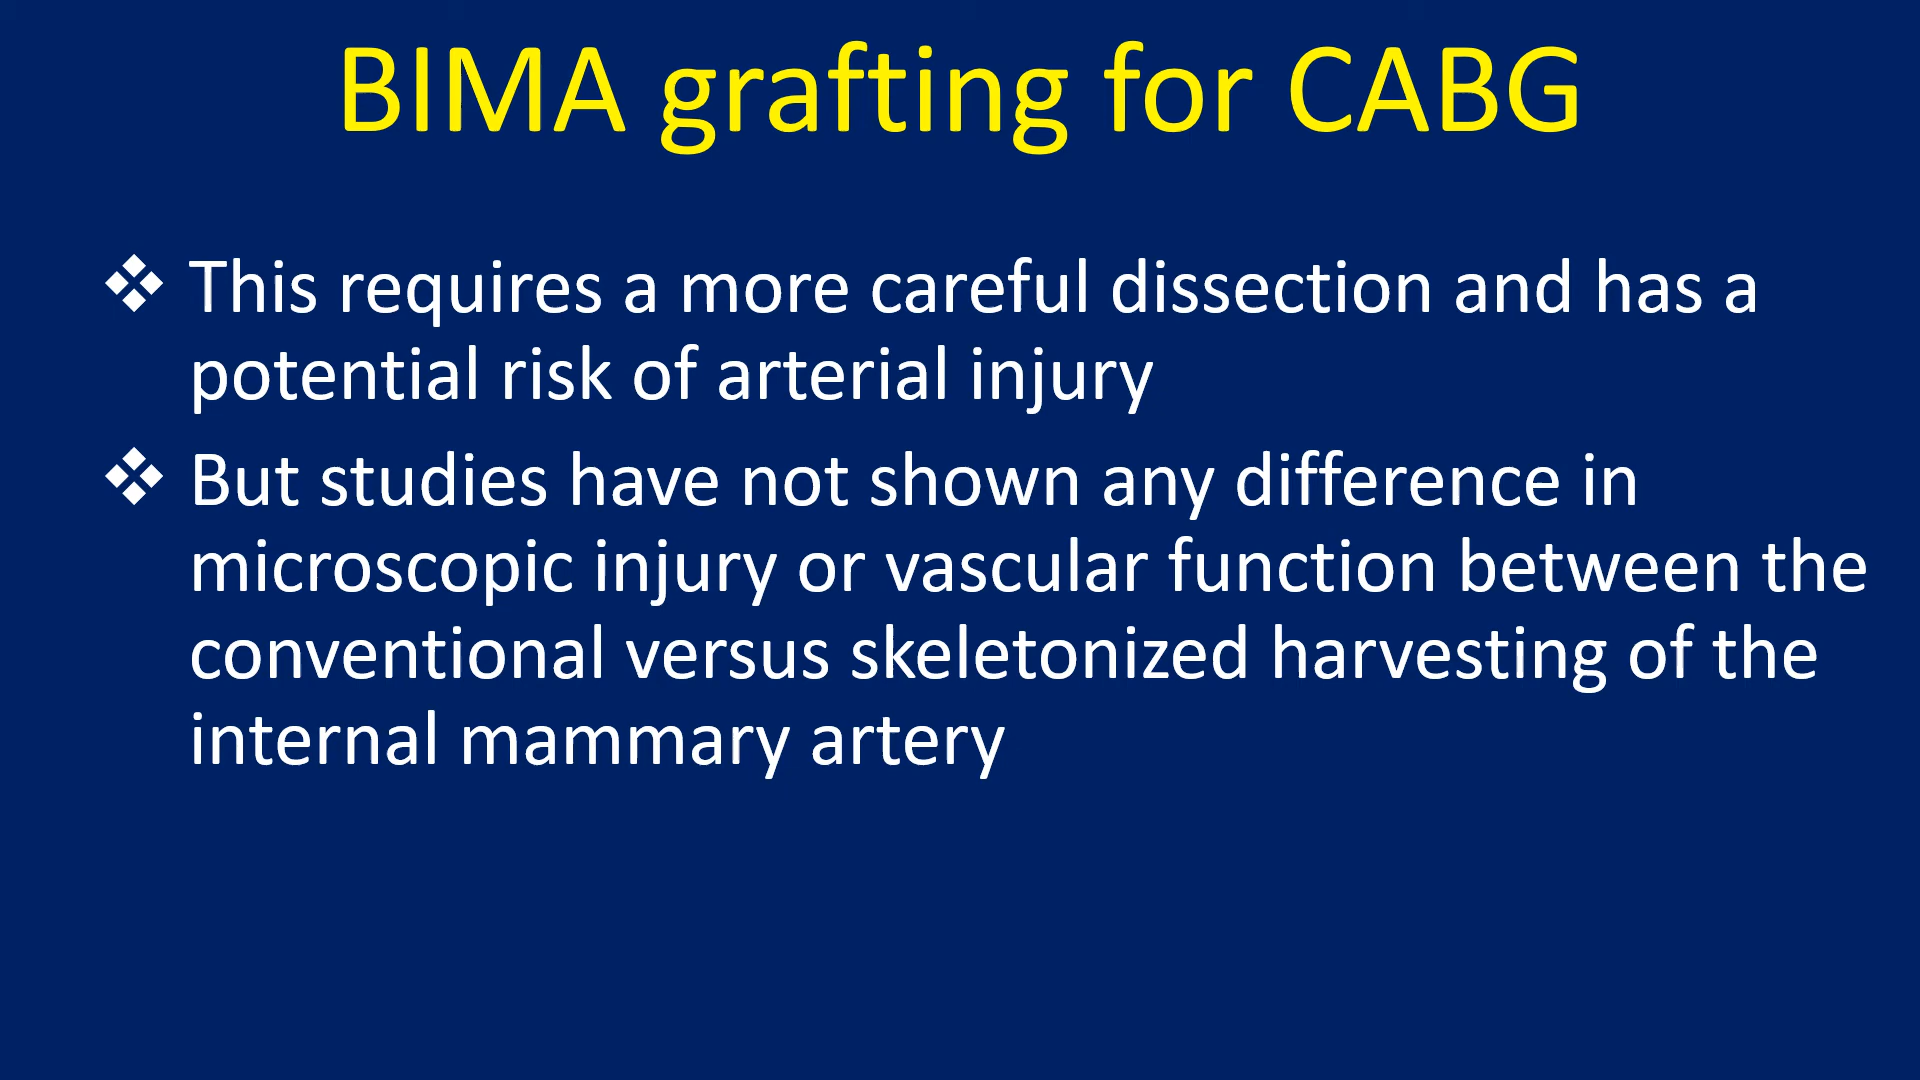 BIMA grafting for CABG
❖ This requires a more careful dissection and has a
potential risk of arterial injury
❖ But studies have not shown any difference in
microscopic injury or vascular function between the
conventional versus skeletonized harvesting of the
internal mammary artery